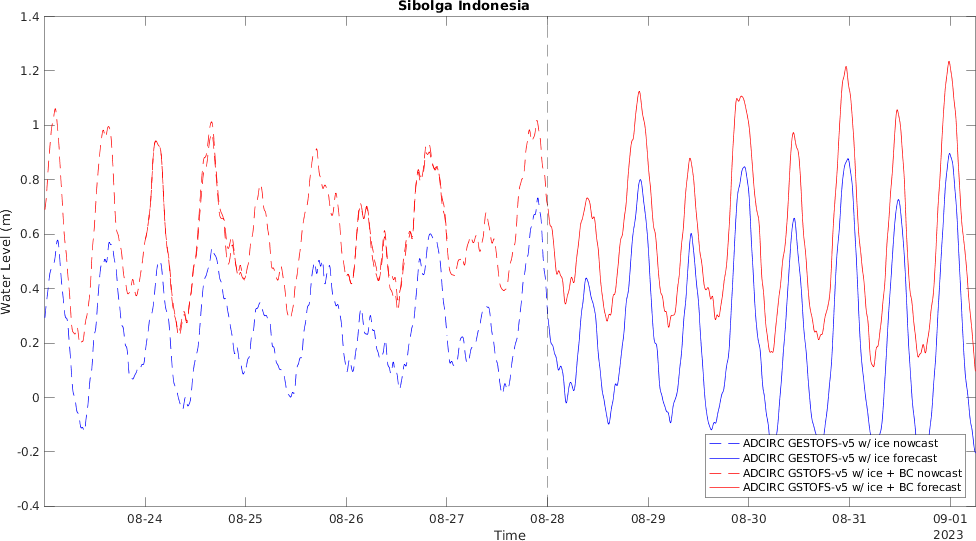 Sibolga Indonesia
1.4
1.2
1
0.8
0.6
0.4
0.2
0
-0.2
-0.4
Water Level (m)
08-24
08-25
08-26
08-27
08-28
08-29
08-30
08-31
09-01
2023
Time
ADCIRC GESTOFS-v5 w/ ice nowcast
ADCIRC GESTOFS-v5 w/ ice forecast
ADCIRC GSTOFS-v5 w/ ice + BC nowcast
ADCIRC GSTOFS-v5 w/ ice + BC forecast